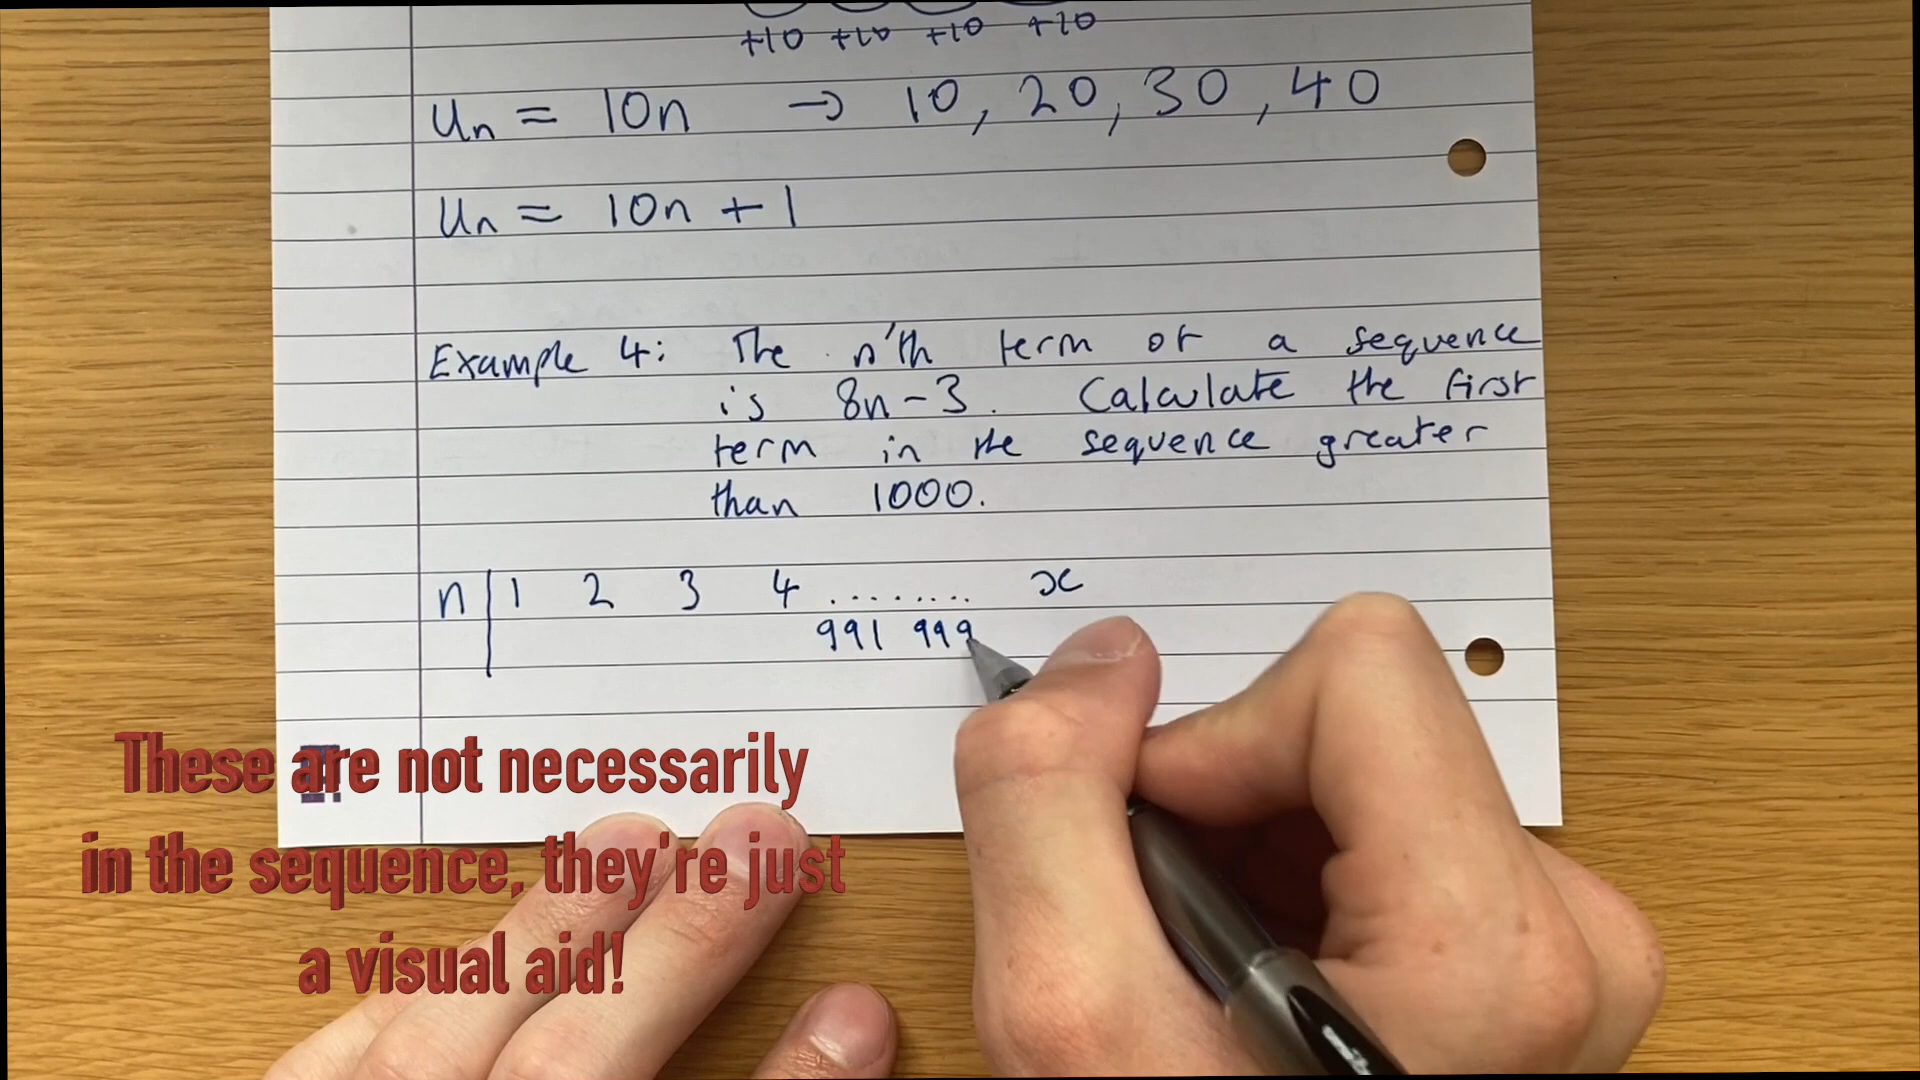 +10 +10 +10 +10
Un = 10n → 10, 20, 30, 40
Un = 10n + 1
Example 4: The n'th term of a sequence
is 8n - 3. Calculate the first
term in the sequence greater
than 1000.
n 1 2 3 4 ........ x
991 999
These are not necessarily
in the sequence, they're just
a visual aid!